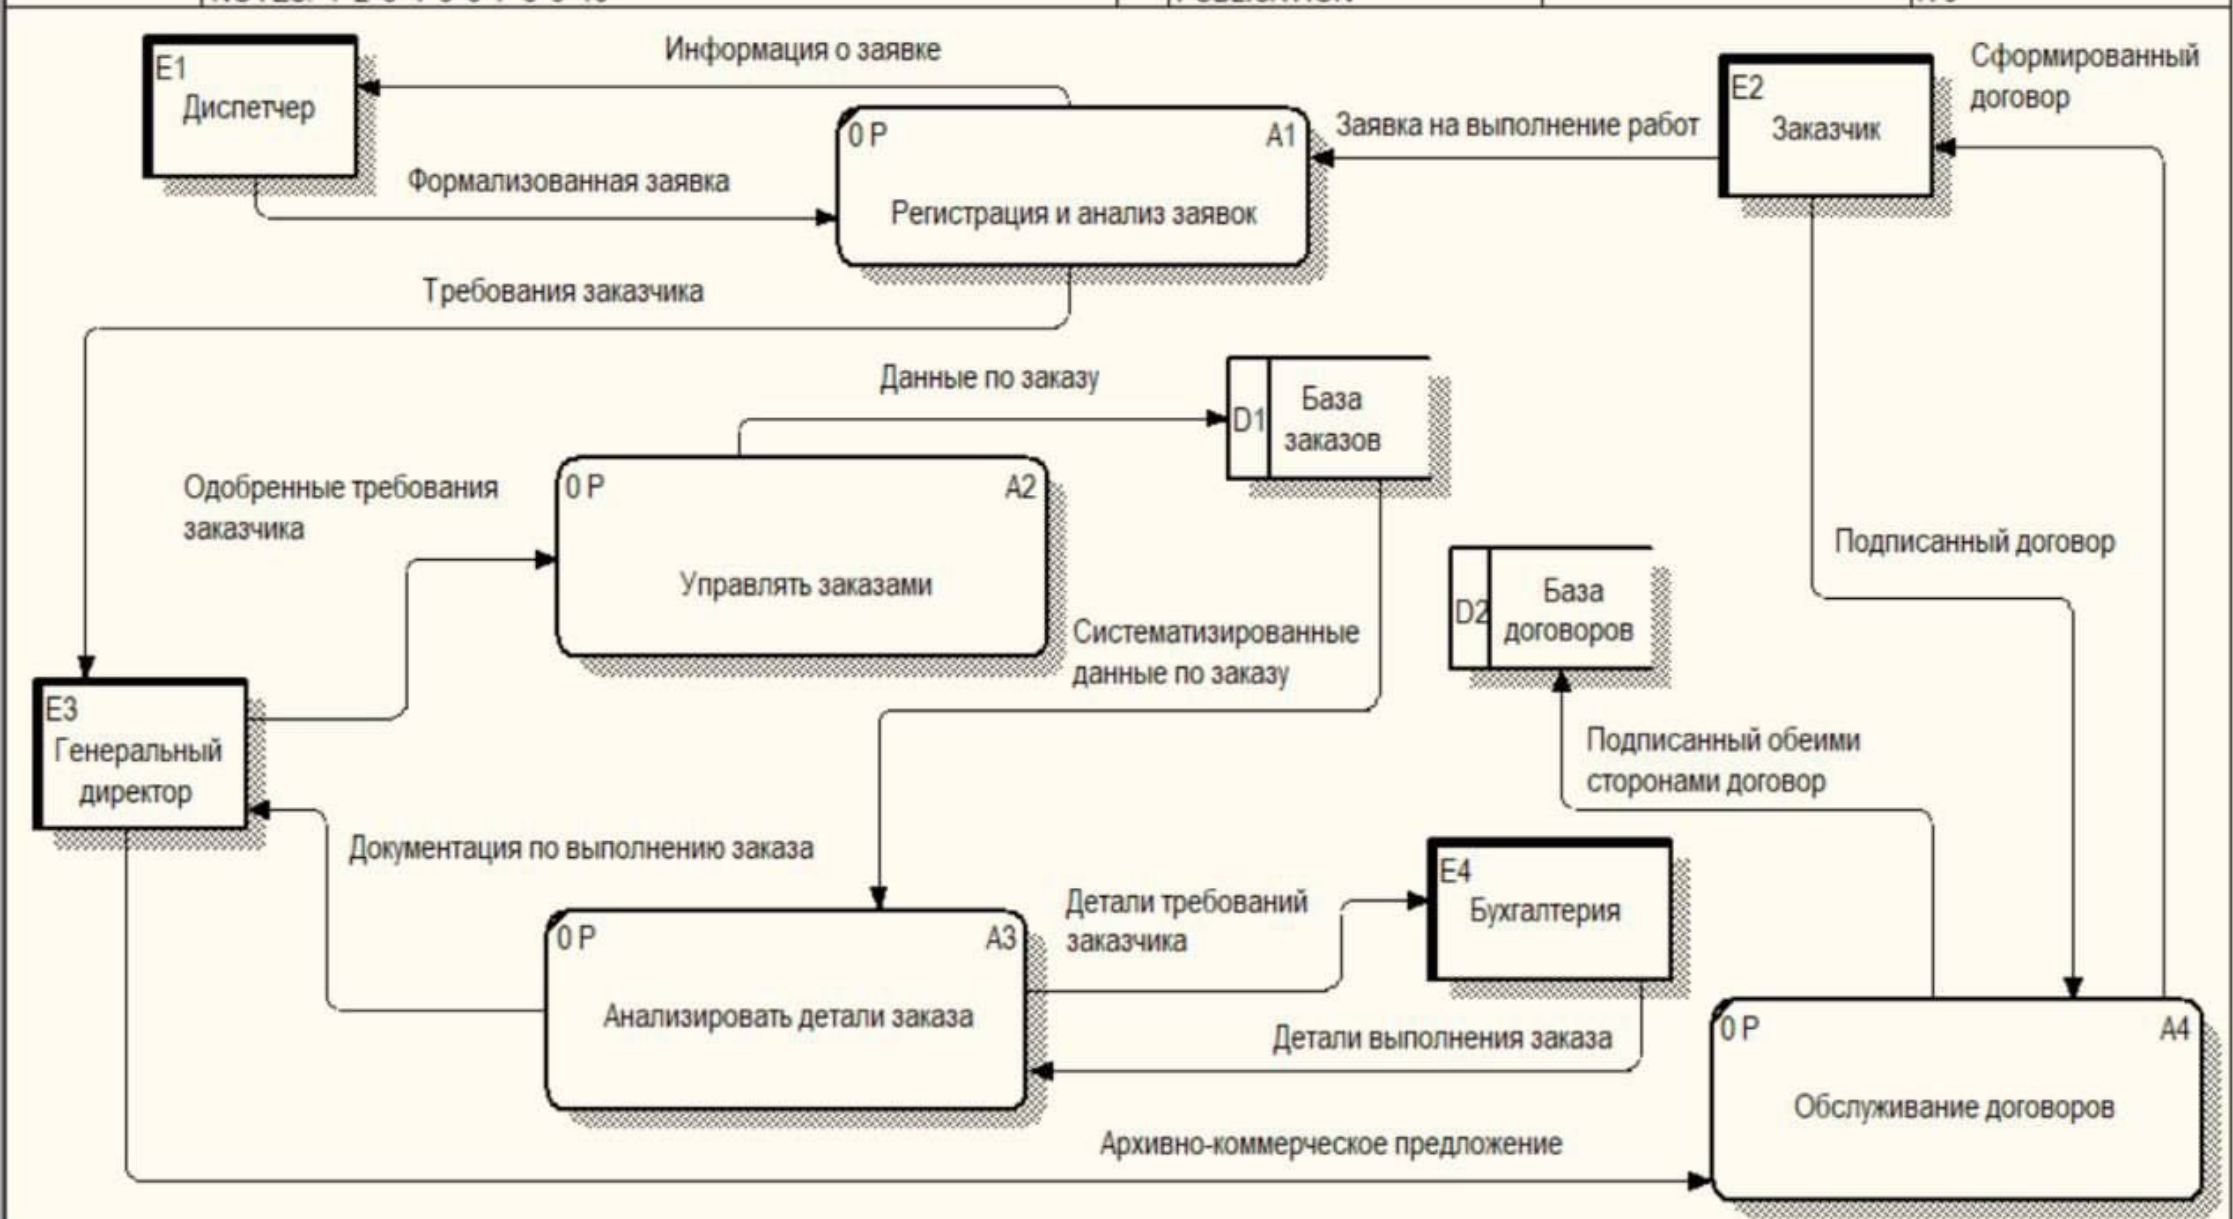 Информация о заявке
E1
Диспетчер
Формализованная заявка
0 P
A1
Регистрация и анализ заявок
Заявка на выполнение работ
E2
Заказчик
Сформированный
договор
Требования заказчика
Данные по заказу
D1
База
заказов
Одобренные требования
заказчика
0 P
A2
Управлять заказами
Систематизированные
данные по заказу
D2
База
договоров
Подписанный договор
E3
Генеральный
директор
Подписанный обеими
сторонами договор
Документация по выполнению заказа
0 P
A3
Анализировать детали заказа
Детали требований
заказчика
E4
Бухгалтерия
Детали выполнения заказа
0 P
A4
Обслуживание договоров
Архивно-коммерческое предложение